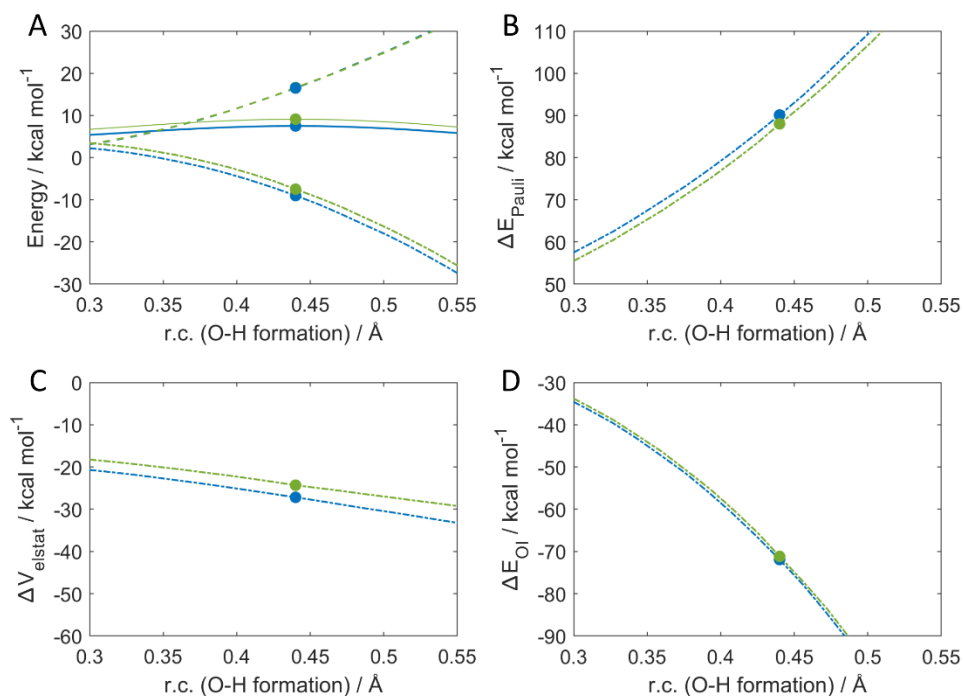 A
30
20
10
0
-10
-20
-30
Energy / kcal mol⁻¹
0.3 0.35 0.4 0.45 0.5 0.55
r.c. (O-H formation) / Å
B
110
100
90
80
70
60
50
ΔE_Pauli / kcal mol⁻¹
0.3 0.35 0.4 0.45 0.5 0.55
r.c. (O-H formation) / Å
C
0
-10
-20
-30
-40
-50
-60
ΔV_elstat / kcal mol⁻¹
0.3 0.35 0.4 0.45 0.5 0.55
r.c. (O-H formation) / Å
D
-30
-40
-50
-60
-70
-80
-90
ΔE_OI / kcal mol⁻¹
0.3 0.35 0.4 0.45 0.5 0.55
r.c. (O-H formation) / Å